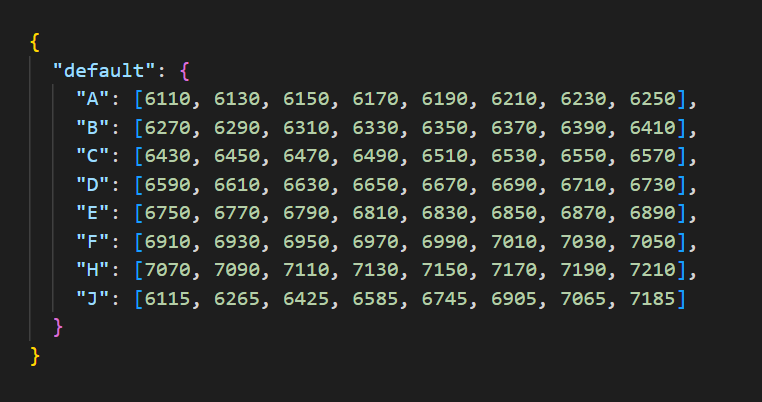 {
  "default": {
    "A": [6110, 6130, 6150, 6170, 6190, 6210, 6230, 6250],
    "B": [6270, 6290, 6310, 6330, 6350, 6370, 6390, 6410],
    "C": [6430, 6450, 6470, 6490, 6510, 6530, 6550, 6570],
    "D": [6590, 6610, 6630, 6650, 6670, 6690, 6710, 6730],
    "E": [6750, 6770, 6790, 6810, 6830, 6850, 6870, 6890],
    "F": [6910, 6930, 6950, 6970, 6990, 7010, 7030, 7050],
    "H": [7070, 7090, 7110, 7130, 7150, 7170, 7190, 7210],
    "J": [6115, 6265, 6425, 6585, 6745, 6905, 7065, 7185]
  }
}